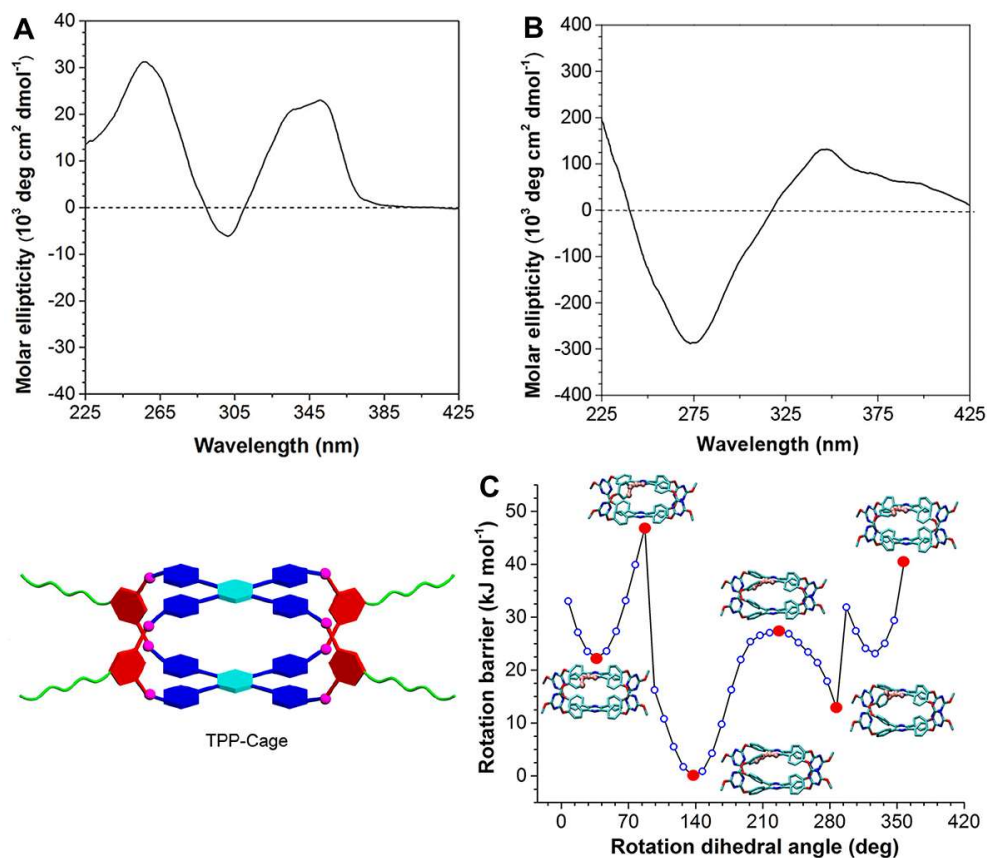 A
Molar ellipticity (10³ deg cm² dmol⁻¹)
40
30
20
10
0
-10
-20
-30
-40
225 265 305 345 385 425
Wavelength (nm)
B
Molar ellipticity (10³ deg cm² dmol⁻¹)
400
300
200
100
0
-100
-200
-300
-400
225 275 325 375 425
Wavelength (nm)
TPP-Cage
C
Rotation barrier (kJ mol⁻¹)
50
40
30
20
10
0
0 70 140 210 280 350 420
Rotation dihedral angle (deg)